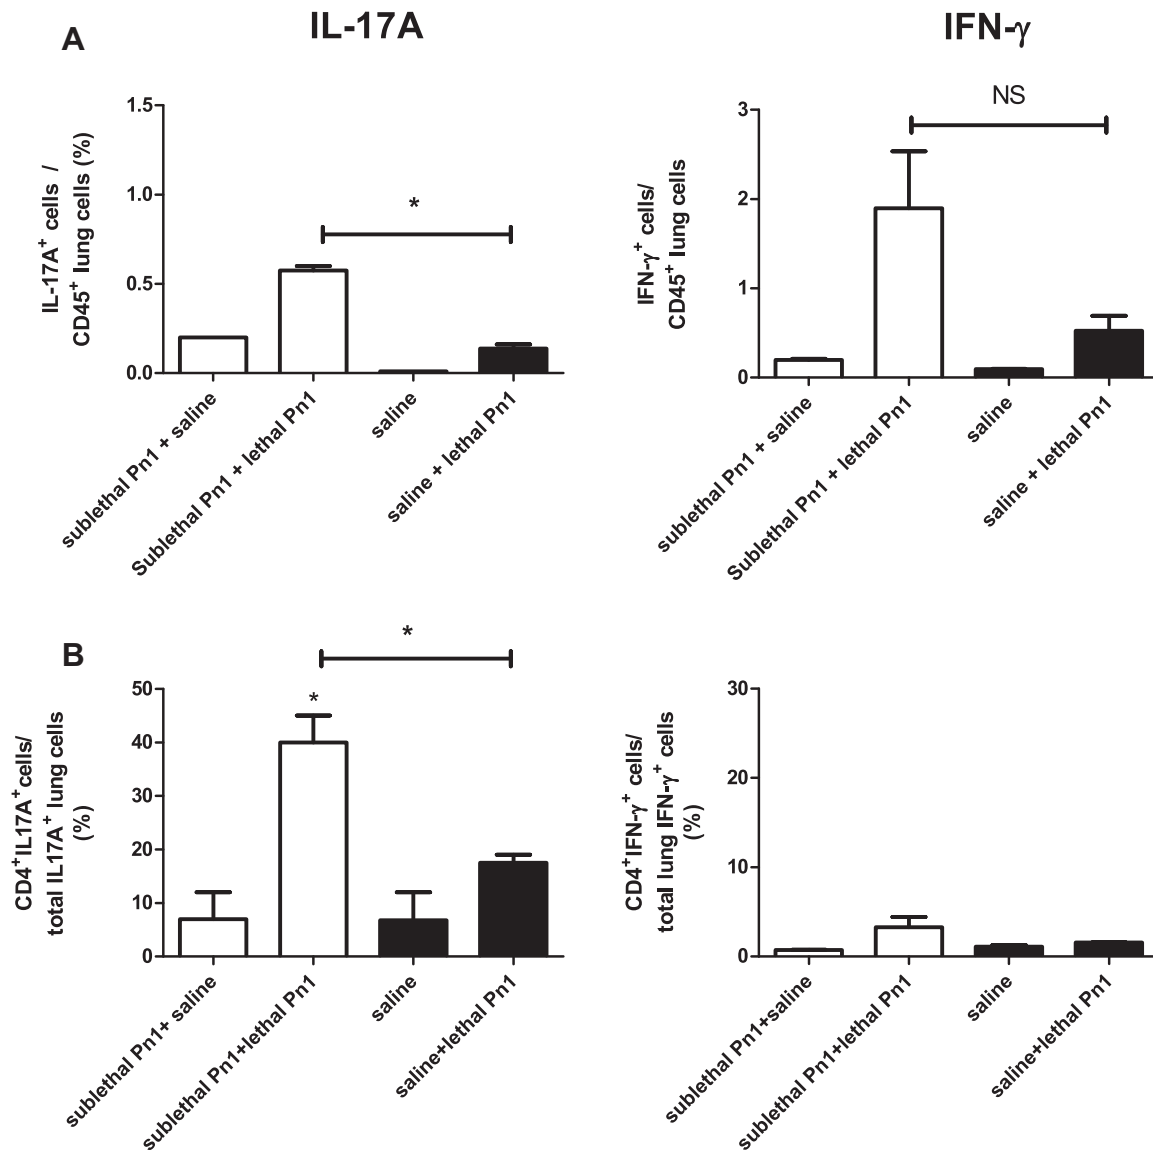 IL-17A
IFN-γ
A
IL-17A⁺ cells /
CD45⁺ lung cells (%)
1.5
1.0
0.5
0.0
*
sublethal Pn1 + saline
Sublethal Pn1 + lethal Pn1
saline
saline + lethal Pn1
IFN-γ⁺ cells/
CD45⁺ lung cells
3
2
1
0
NS
sublethal Pn1 + saline
Sublethal Pn1 + lethal Pn1
saline
saline + lethal Pn1
B
CD4⁺IL17A⁺cells/
total IL17A⁺ lung cells
(%)
50
40
30
20
10
0
*
*
sublethal Pn1+ saline
sublethal Pn1+lethal Pn1
saline
saline+lethal Pn1
CD4⁺IFN-γ⁺ cells/
total lung IFN-γ⁺ cells
(%)
30
20
10
0
sublethal Pn1+saline
sublethal Pn1+lethal Pn1
saline
saline+lethal Pn1